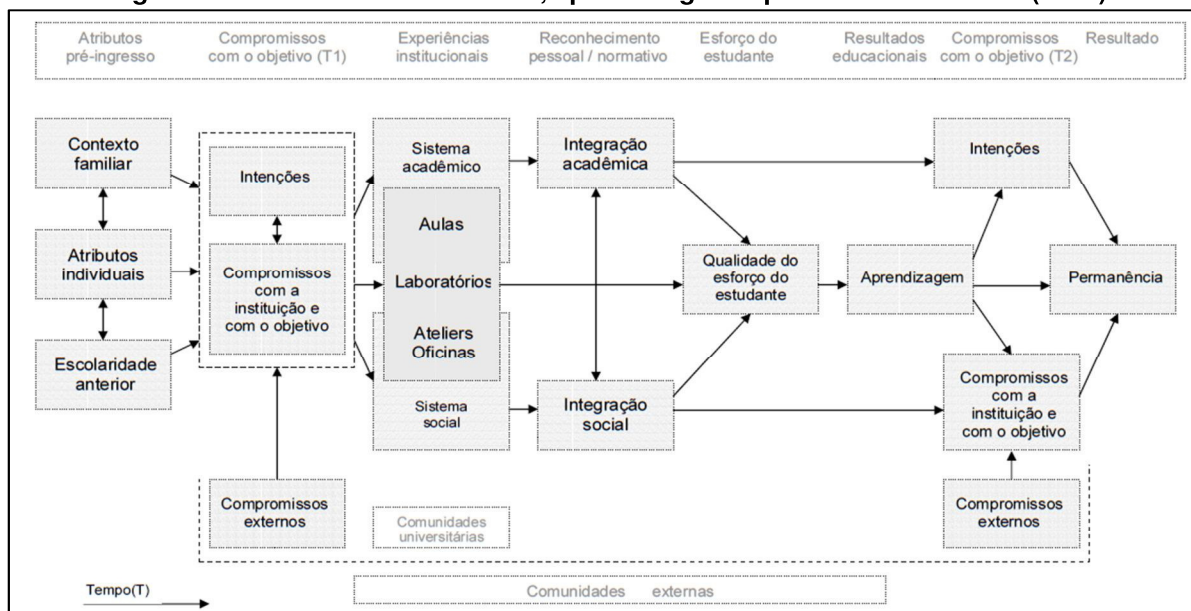 Atributos
pré-ingresso
Compromissos
com o objetivo (T1)
Experiências
institucionais
Reconhecimento
pessoal / normativo
Esforço do
estudante
Resultados
educacionais
Compromissos
com o objetivo (T2)
Resultado
Contexto
familiar
Atributos
individuais
Escolaridade
anterior
Intenções
Compromissos
com a
instituição e
com o objetivo
Compromissos
externos
Sistema
acadêmico
Aulas
Laboratórios
Ateliers
Oficinas
Sistema
social
Comunidades
universitárias
Integração
acadêmica
Integração
social
Qualidade do
esforço do
estudante
Aprendizagem
Intenções
Compromissos
com a
instituição e
com o objetivo
Compromissos
externos
Permanência
Tempo(T)
Comunidades externas